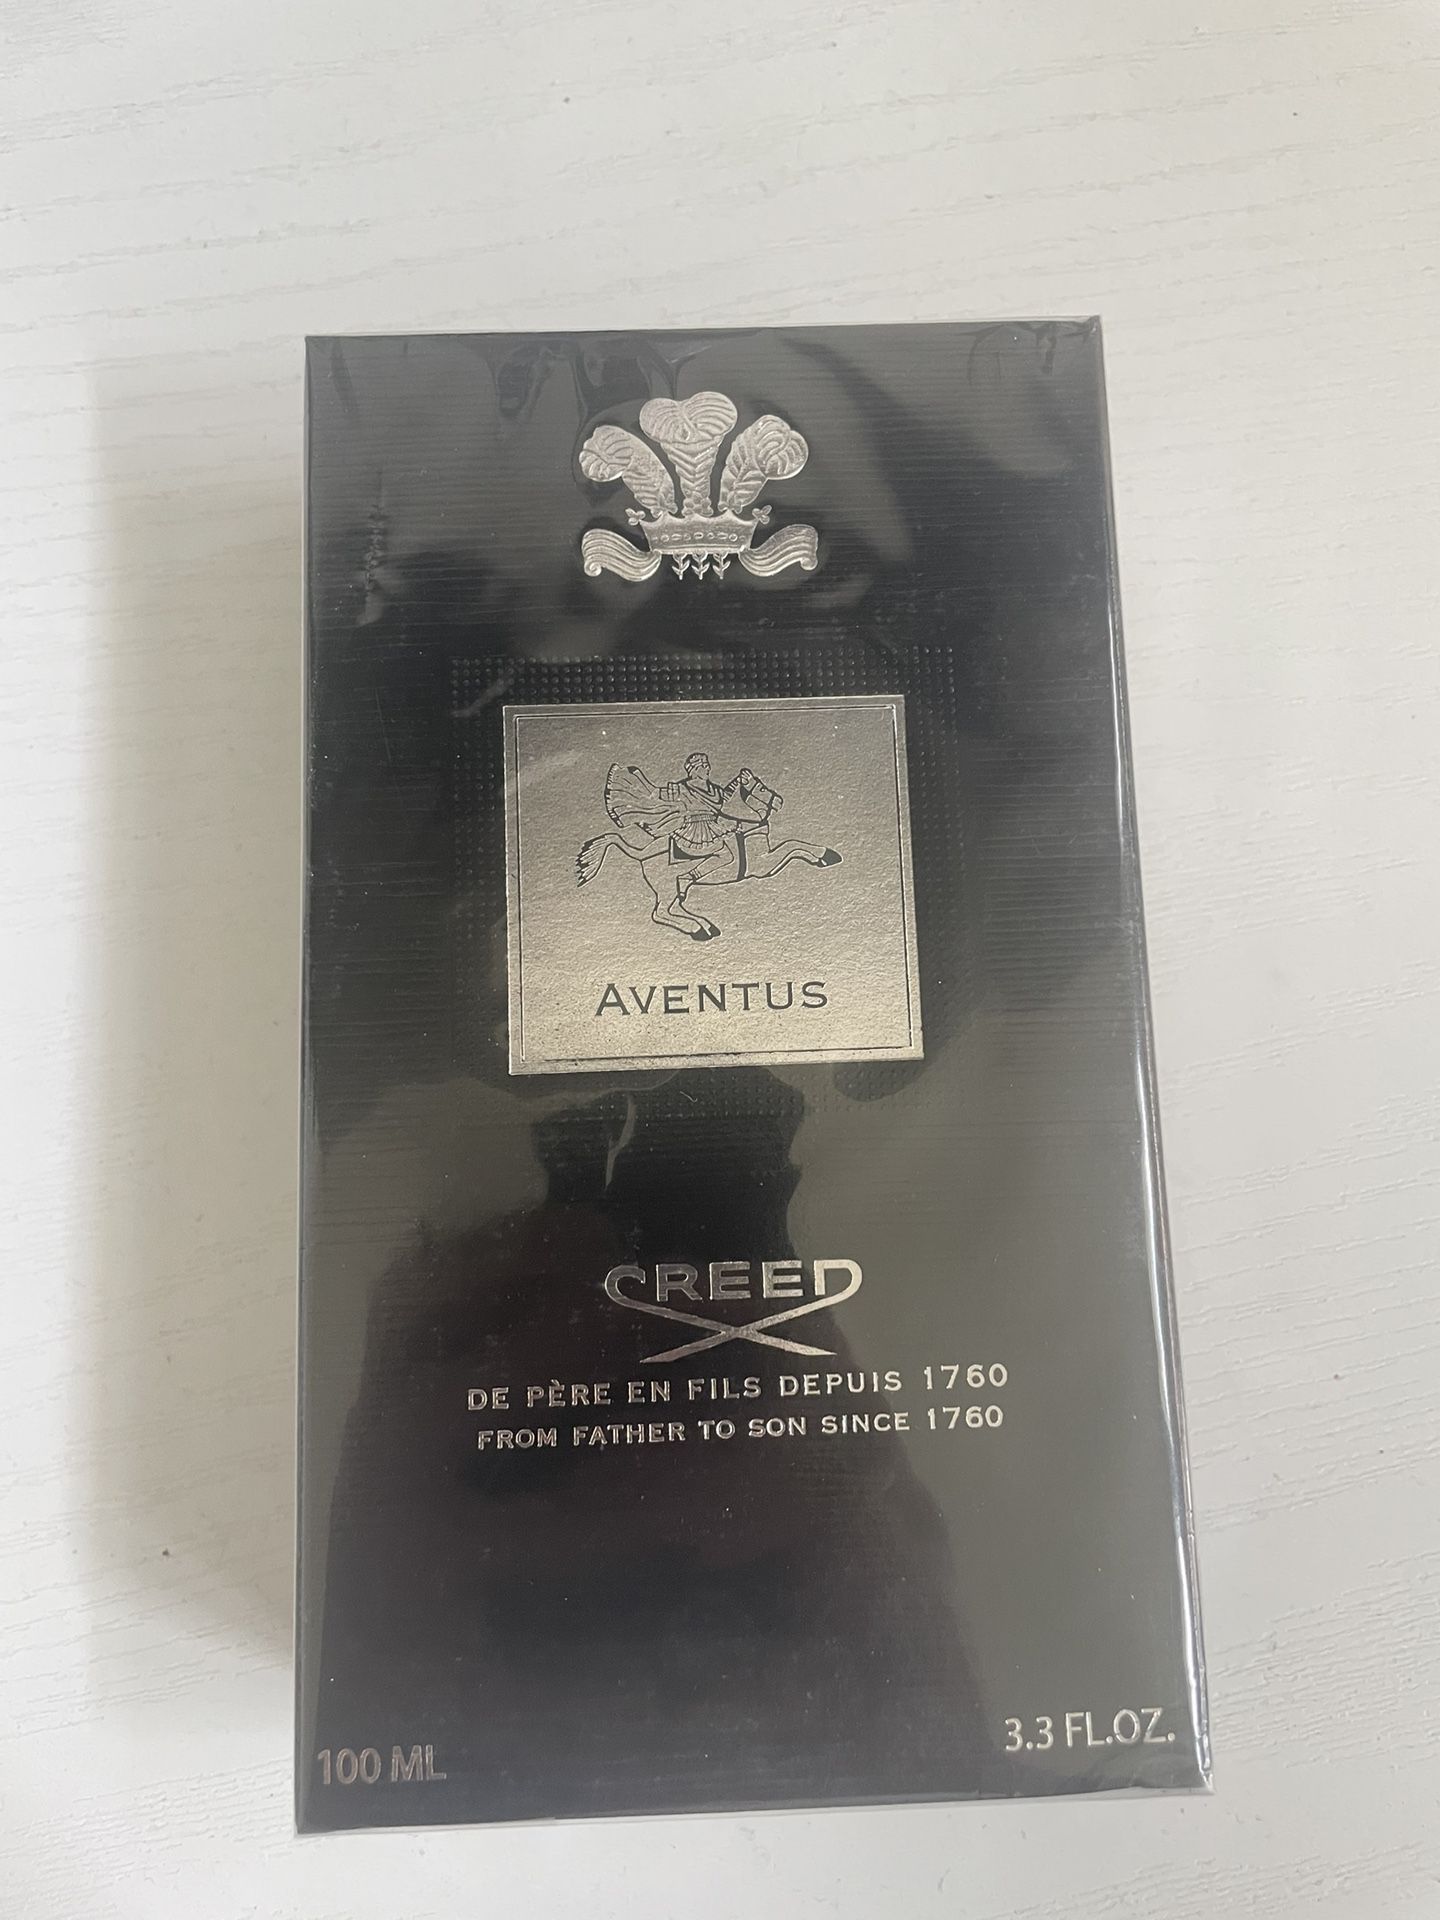 AVENTUS
CREED
DE PÈRE EN FILS DEPUIS 1760
FROM FATHER TO SON SINCE 1760
100 ML
3.3 FL.OZ.